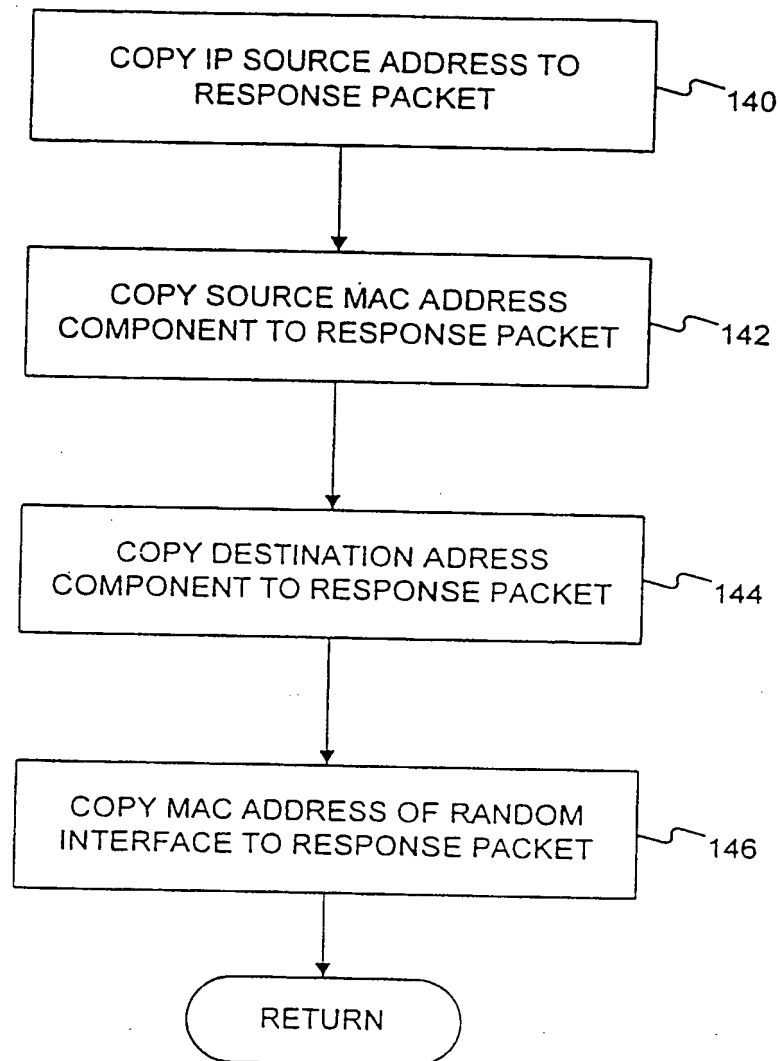 COPY IP SOURCE ADDRESS TO
RESPONSE PACKET
140
COPY SOURCE MAC ADDRESS
COMPONENT TO RESPONSE PACKET
142
COPY DESTINATION ADRESS
COMPONENT TO RESPONSE PACKET
144
COPY MAC ADDRESS OF RANDOM
INTERFACE TO RESPONSE PACKET
146
RETURN